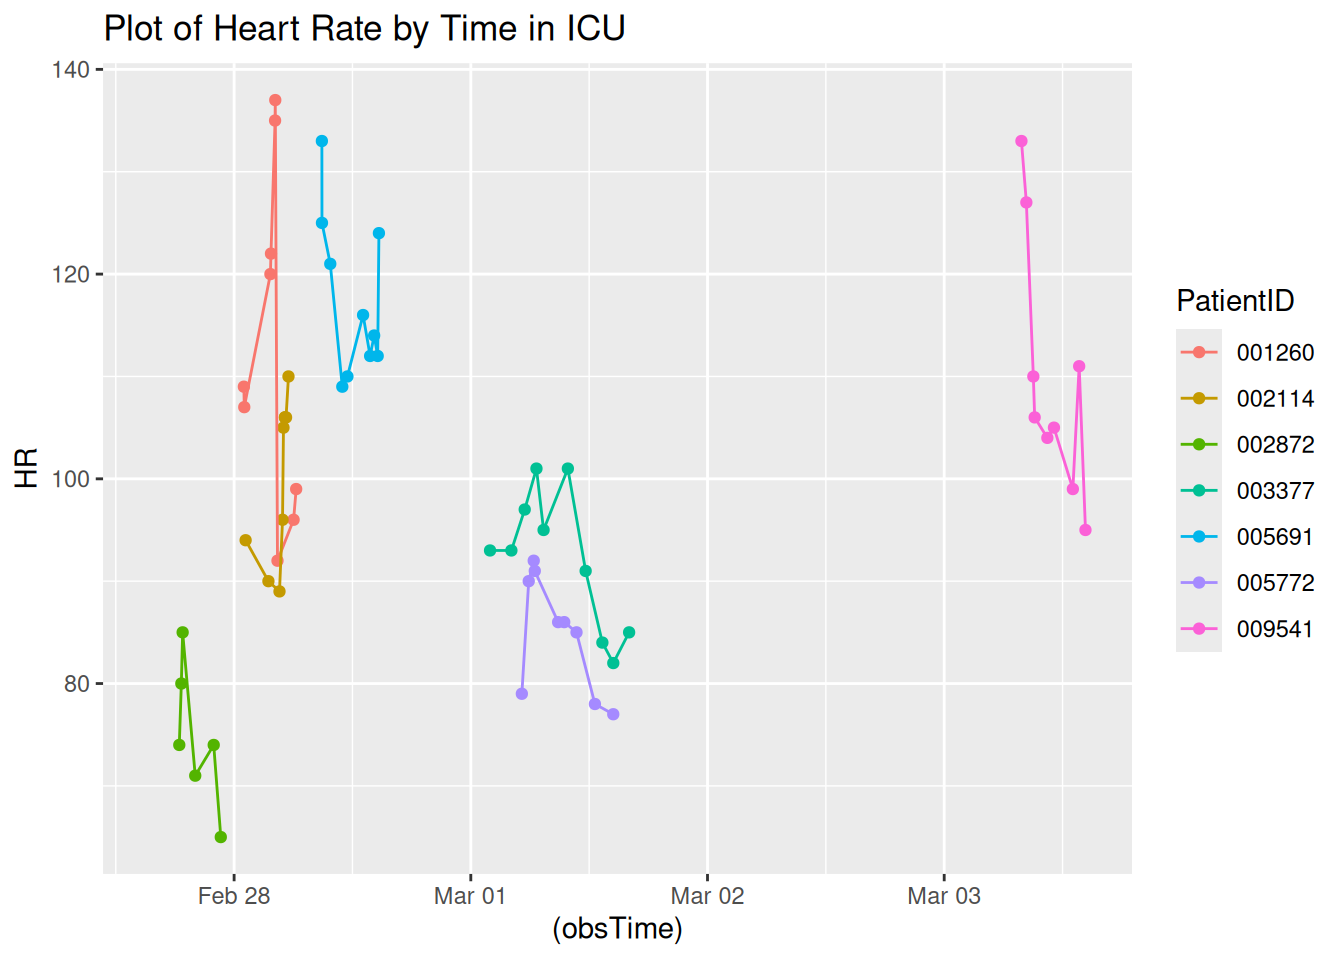 Plot of Heart Rate by Time in ICU
140
120
100
80
HR
Feb 28
Mar 01
Mar 02
Mar 03
(obsTime)
PatientID
001260
002114
002872
003377
005691
005772
009541